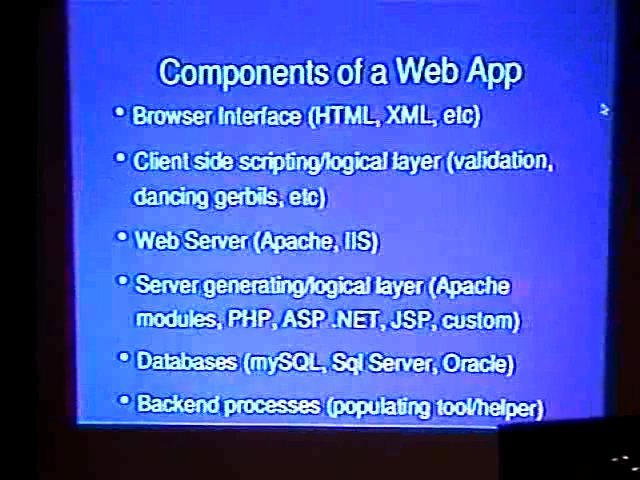 Components of a Web App
• Browser Interface (HTML, XML, etc)
• Client side scripting/logical layer (validation,
dancing gerbils, etc)
• Web Server (Apache, IIS)
• Server generating/logical layer (Apache
modules, PHP, ASP .NET, JSP, custom)
• Databases (mySQL, Sql Server, Oracle)
• Backend processes (populating tool/helper)